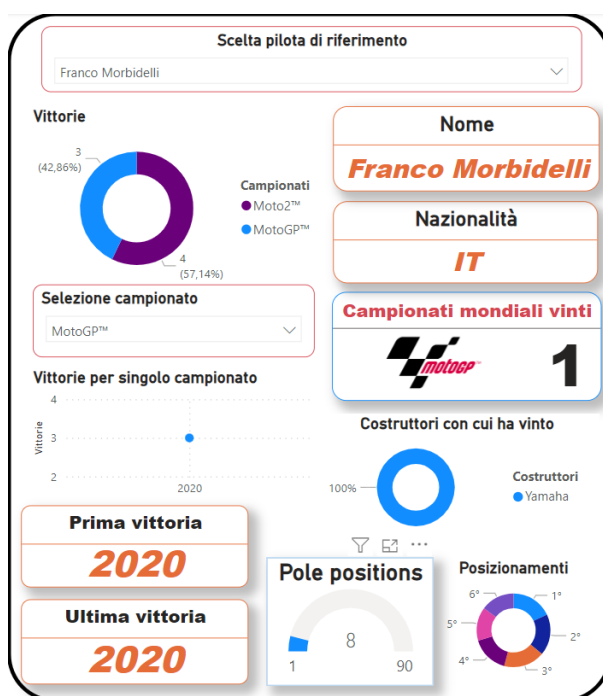 Scelta pilota di riferimento
Franco Morbidelli
Vittorie
3
(42,86%)
4
(57,14%)
Campionati
Moto2™
MotoGP™
Nome
Franco Morbidelli
Nazionalità
IT
Selezione campionato
MotoGP™
Campionati mondiali vinti
motoGP™
1
Vittorie per singolo campionato
Vittorie
4
3
2
2020
Costruttori con cui ha vinto
100%
Costruttori
Yamaha
Prima vittoria
2020
Ultima vittoria
2020
Pole positions
8
1
90
Posizionamenti
6°
1°
5°
2°
4°
3°